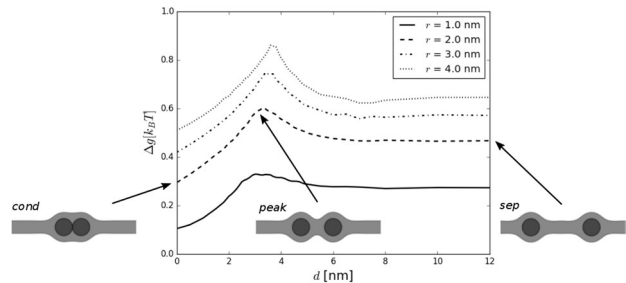 1.0
0.8
0.6
0.4
0.2
0.0
Δg[k_BT]
r = 1.0 nm
r = 2.0 nm
r = 3.0 nm
r = 4.0 nm
cond
peak
sep
0 2 4 6 8 10 12
d [nm]